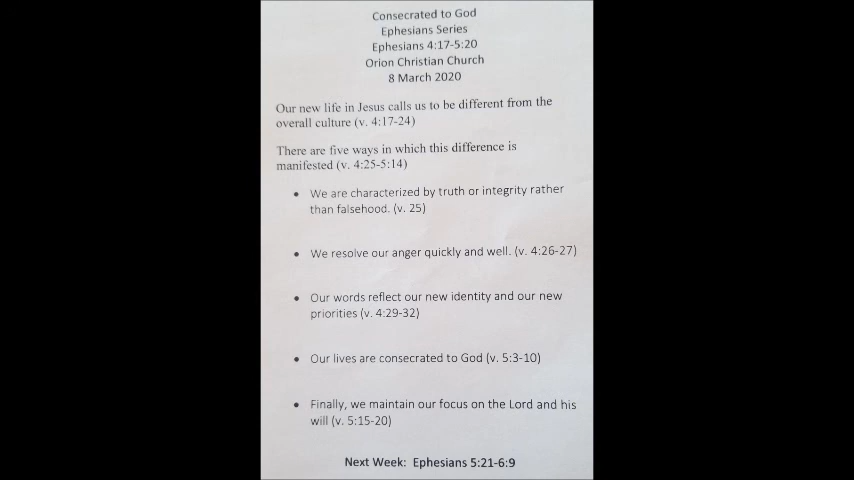 Consecrated to God
Ephesians Series
Ephesians 4:17-5:20
Orion Christian Church
8 March 2020
Our new life in Jesus calls us to be different from the
overall culture (v. 4:17-24)
There are five ways in which this difference is
manifested (v. 4:25-5:14)
• We are characterized by truth or integrity rather
than falsehood. (v. 25)
• We resolve our anger quickly and well. (v. 4:26-27)
• Our words reflect our new identity and our new
priorities (v. 4:29-32)
• Our lives are consecrated to God (v. 5:3-10)
• Finally, we maintain our focus on the Lord and his
will (v. 5:15-20)
Next Week: Ephesians 5:21-6:9